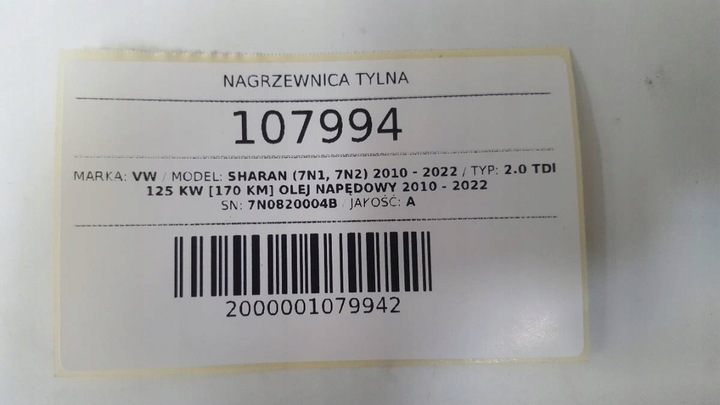 NAGRZEWNICA TYLNA
107994
MARKA: VW / MODEL: SHARAN (7N1, 7N2) 2010 - 2022 / TYP: 2.0 TDI
125 KW [170 KM] OLEJ NAPĘDOWY 2010 - 2022
SN: 7N0820004B / JAKOŚĆ: A
2000001079942